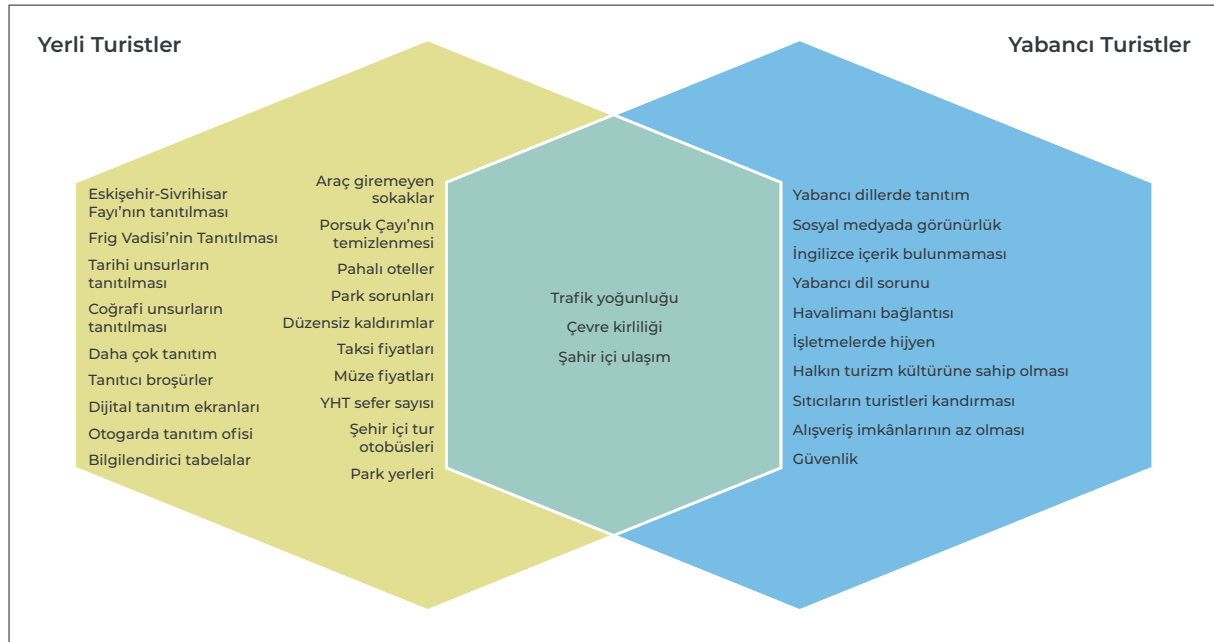 Yerli Turistler
Yabancı Turistler
Eskişehir-Sivrihisar
Fayı'nın tanıtılması
Frig Vadisi'nin Tanıtılması
Tarihi unsurların
tanıtılması
Coğrafi unsurların
tanıtılması
Daha çok tanıtım
Tanıtıcı broşürler
Dijital tanıtım ekranları
Otogarda tanıtım ofisi
Bilgilendirici tabelalar
Araç giremeyen
sokaklar
Porsuk Çayı'nın
temizlenmesi
Pahalı oteller
Park sorunları
Düzensiz kaldırımlar
Taksi fiyatları
Müze fiyatları
YHT sefer sayısı
Şehir içi tur
otobüsleri
Park yerleri
Trafik yoğunluğu
Çevre kirliliği
Şahir içi ulaşım
Yabancı dillerde tanıtım
Sosyal medyada görünürlük
İngilizce içerik bulunmaması
Yabancı dil sorunu
Havalimanı bağlantısı
İşletmelerde hijyen
Halkın turizm kültürüne sahip olması
Sıtıcıların turistleri kandırması
Alışveriş imkânlarının az olması
Güvenlik